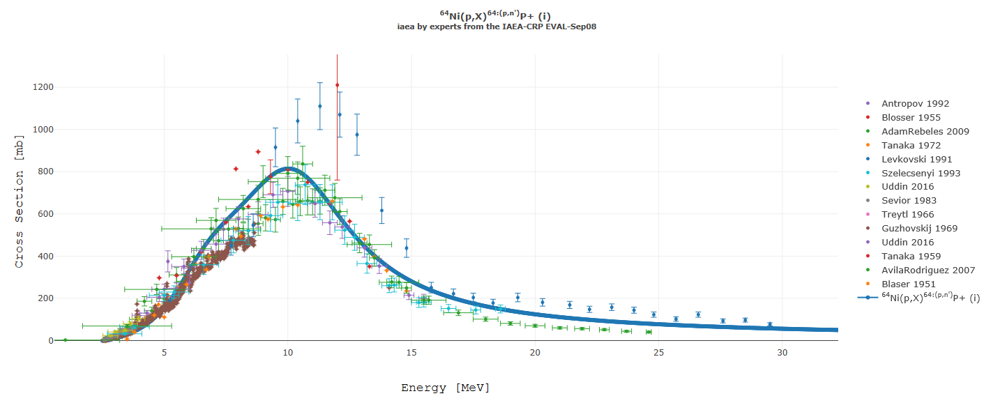 64Ni(p,X)64:(p,n')P+ (i)
iaea by experts from the IAEA-CRP EVAL-Sep08
Cross Section [mb]
1200
1000
800
600
400
200
0
5
10
15
20
25
30
Energy [MeV]
Antropov 1992
Blosser 1955
AdamRebeles 2009
Tanaka 1972
Levkovski 1991
Szelecsenyi 1993
Uddin 2016
Sevior 1983
Treytl 1966
Guzhovskij 1969
Uddin 2016
Tanaka 1959
AvilaRodriguez 2007
Blaser 1951
64Ni(p,X)64:(p,n')P+ (i)